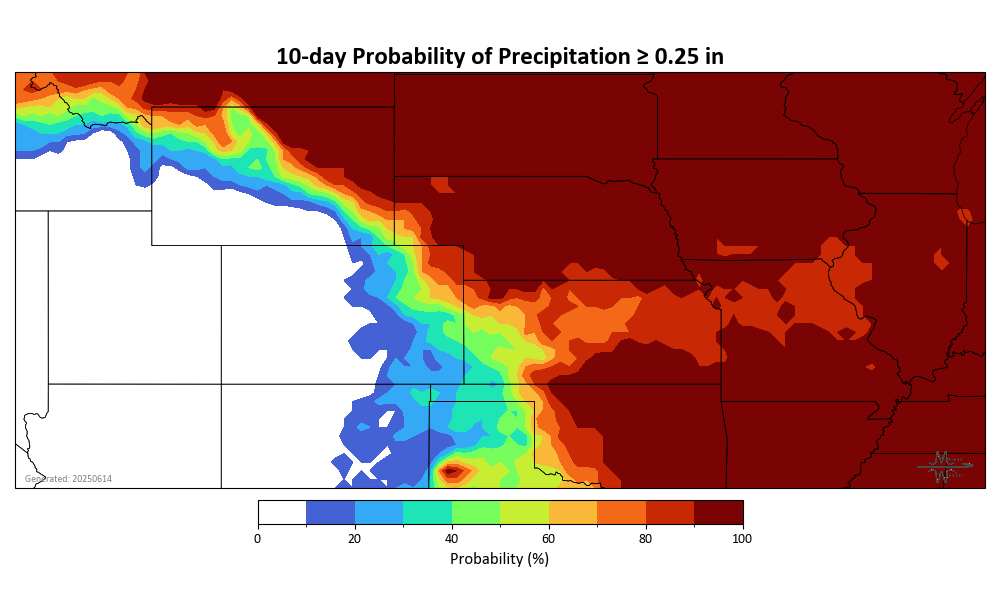 10-day Probability of Precipitation ≥ 0.25 in
Generated: 20250614
0 20 40 60 80 100
Probability (%)